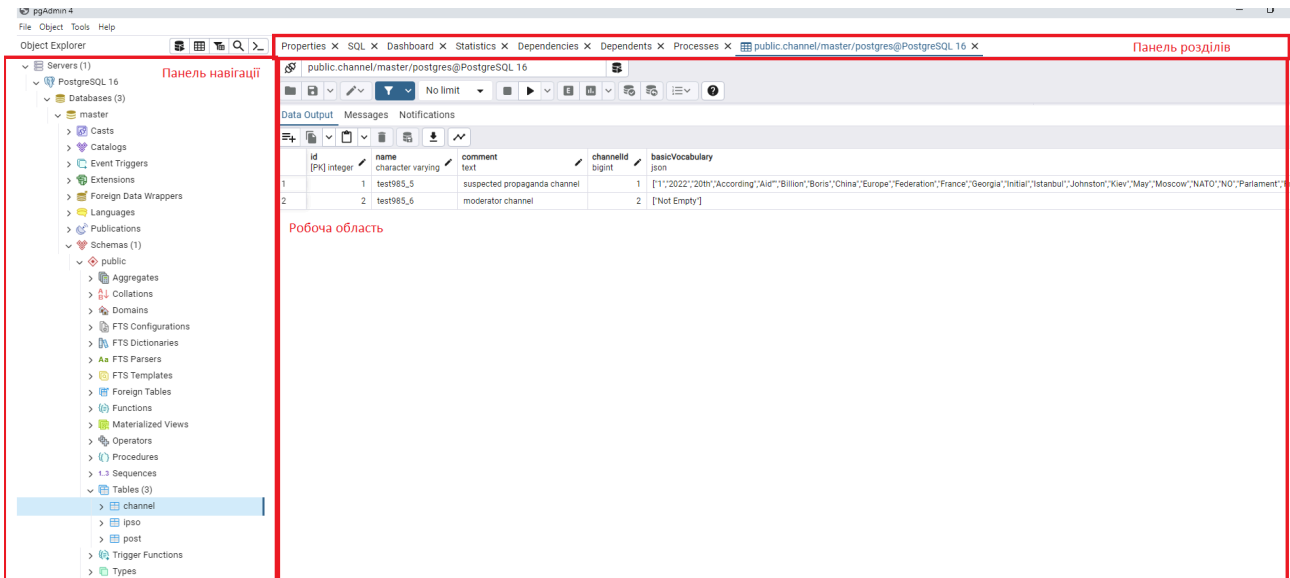 pgAdmin 4
File Object Tools Help
Object Explorer
Properties SQL Dashboard Statistics Dependencies Dependents Processes public.channel/master/postgres@PostgreSQL 16
Панель розділів
Панель навігації
Servers (1)
PostgreSQL 16
Databases (3)
master
Casts
Catalogs
Event Triggers
Extensions
Foreign Data Wrappers
Languages
Publications
Schemas (1)
public
Aggregates
Collations
Domains
FTS Configurations
FTS Dictionaries
Aa FTS Parsers
FTS Templates
Foreign Tables
Functions
Materialized Views
Operators
Procedures
1..3 Sequences
Tables (3)
channel
ipso
post
Trigger Functions
Types
public.channel/master/postgres@PostgreSQL 16
No limit
E
Data Output Messages Notifications
id name comment channelId basicVocabulary
[PK] integer character varying text bigint json
1 1 test985_5 suspected propaganda channel 1 ["1","2022","20th","According","Aid'"","Billion","Boris","China","Europe","Federation","France","Georgia","Initial","Istanbul","Johnston","Kiev","May","Moscow","NATO","NO","Parlament",
2 2 test985_6 moderator channel 2 ["Not Empty"]
Робоча область